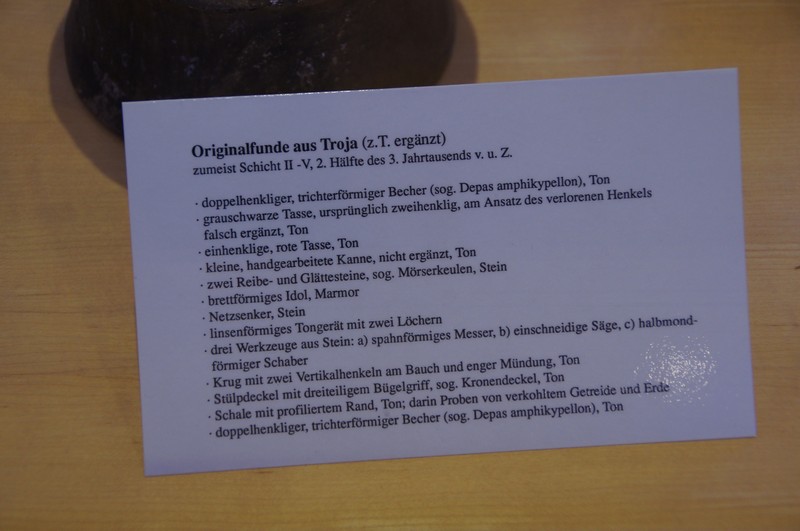 Originalfunde aus Troja (z.T. ergänzt)
zumeist Schicht II -V, 2. Hälfte des 3. Jahrtausends v. u. Z.
· doppelhenkliger, trichterförmiger Becher (sog. Depas amphikypellon), Ton
· grauschwarze Tasse, ursprünglich zweihenklig, am Ansatz des verlorenen Henkels
falsch ergänzt, Ton
· einhenklige, rote Tasse, Ton
· kleine, handgearbeitete Kanne, nicht ergänzt, Ton
· zwei Reibe- und Glättesteine, sog. Mörserkeulen, Stein
· brettförmiges Idol, Marmor
· Netzsenker, Stein
· linsenförmiges Tongerät mit zwei Löchern
· drei Werkzeuge aus Stein: a) spahnförmiges Messer, b) einschneidige Säge, c) halbmond-
förmiger Schaber
· Krug mit zwei Vertikalhenkeln am Bauch und enger Mündung, Ton
· Stülpdeckel mit dreiteiligem Bügelgriff, sog. Kronendeckel, Ton
· Schale mit profiliertem Rand, Ton; darin Proben von verkohltem Getreide und Erde
· doppelhenkliger, trichterförmiger Becher (sog. Depas amphikypellon), Ton